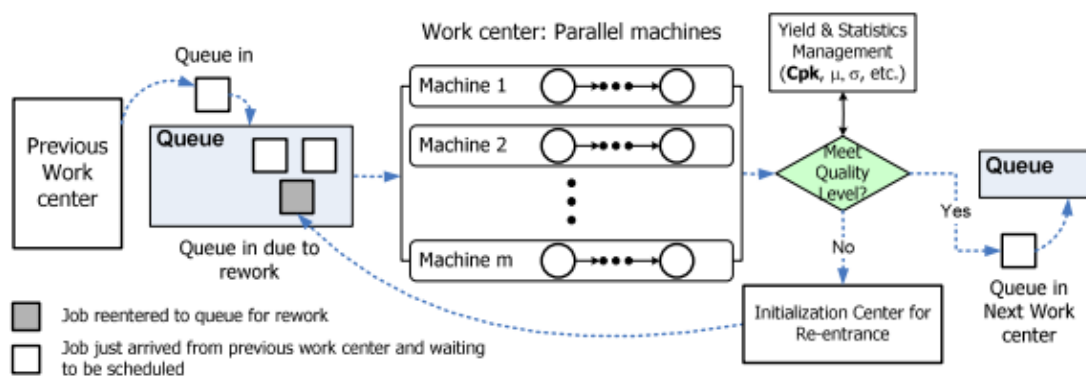 Work center: Parallel machines
Yield & Statistics
Management
(Cpk, μ, σ, etc.)
Queue in
Previous
Work
center
Queue
Machine 1
Machine 2
Machine m
Meet
Quality
Level?
Yes
No
Queue
Queue in due to
rework
Initialization Center for
Re-entrance
Queue in
Next Work
center
Job reentered to queue for rework
Job just arrived from previous work center and waiting
to be scheduled